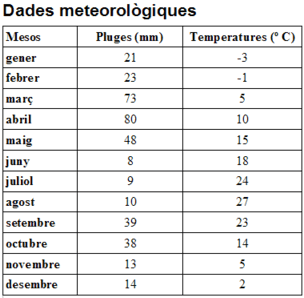 Dades meteorològiques
Mesos Pluges (mm) Temperatures (º C)
gener 21 -3
febrer 23 -1
març 73 5
abril 80 10
maig 48 15
juny 8 18
juliol 9 24
agost 10 27
setembre 39 23
octubre 38 14
novembre 13 5
desembre 14 2